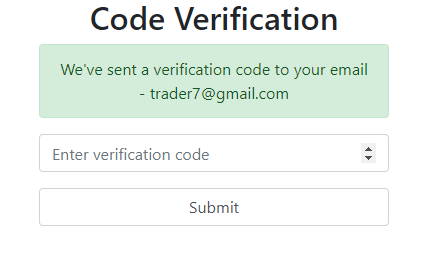 Code Verification
We've sent a verification code to your email
- trader7@gmail.com
Enter verification code
Submit